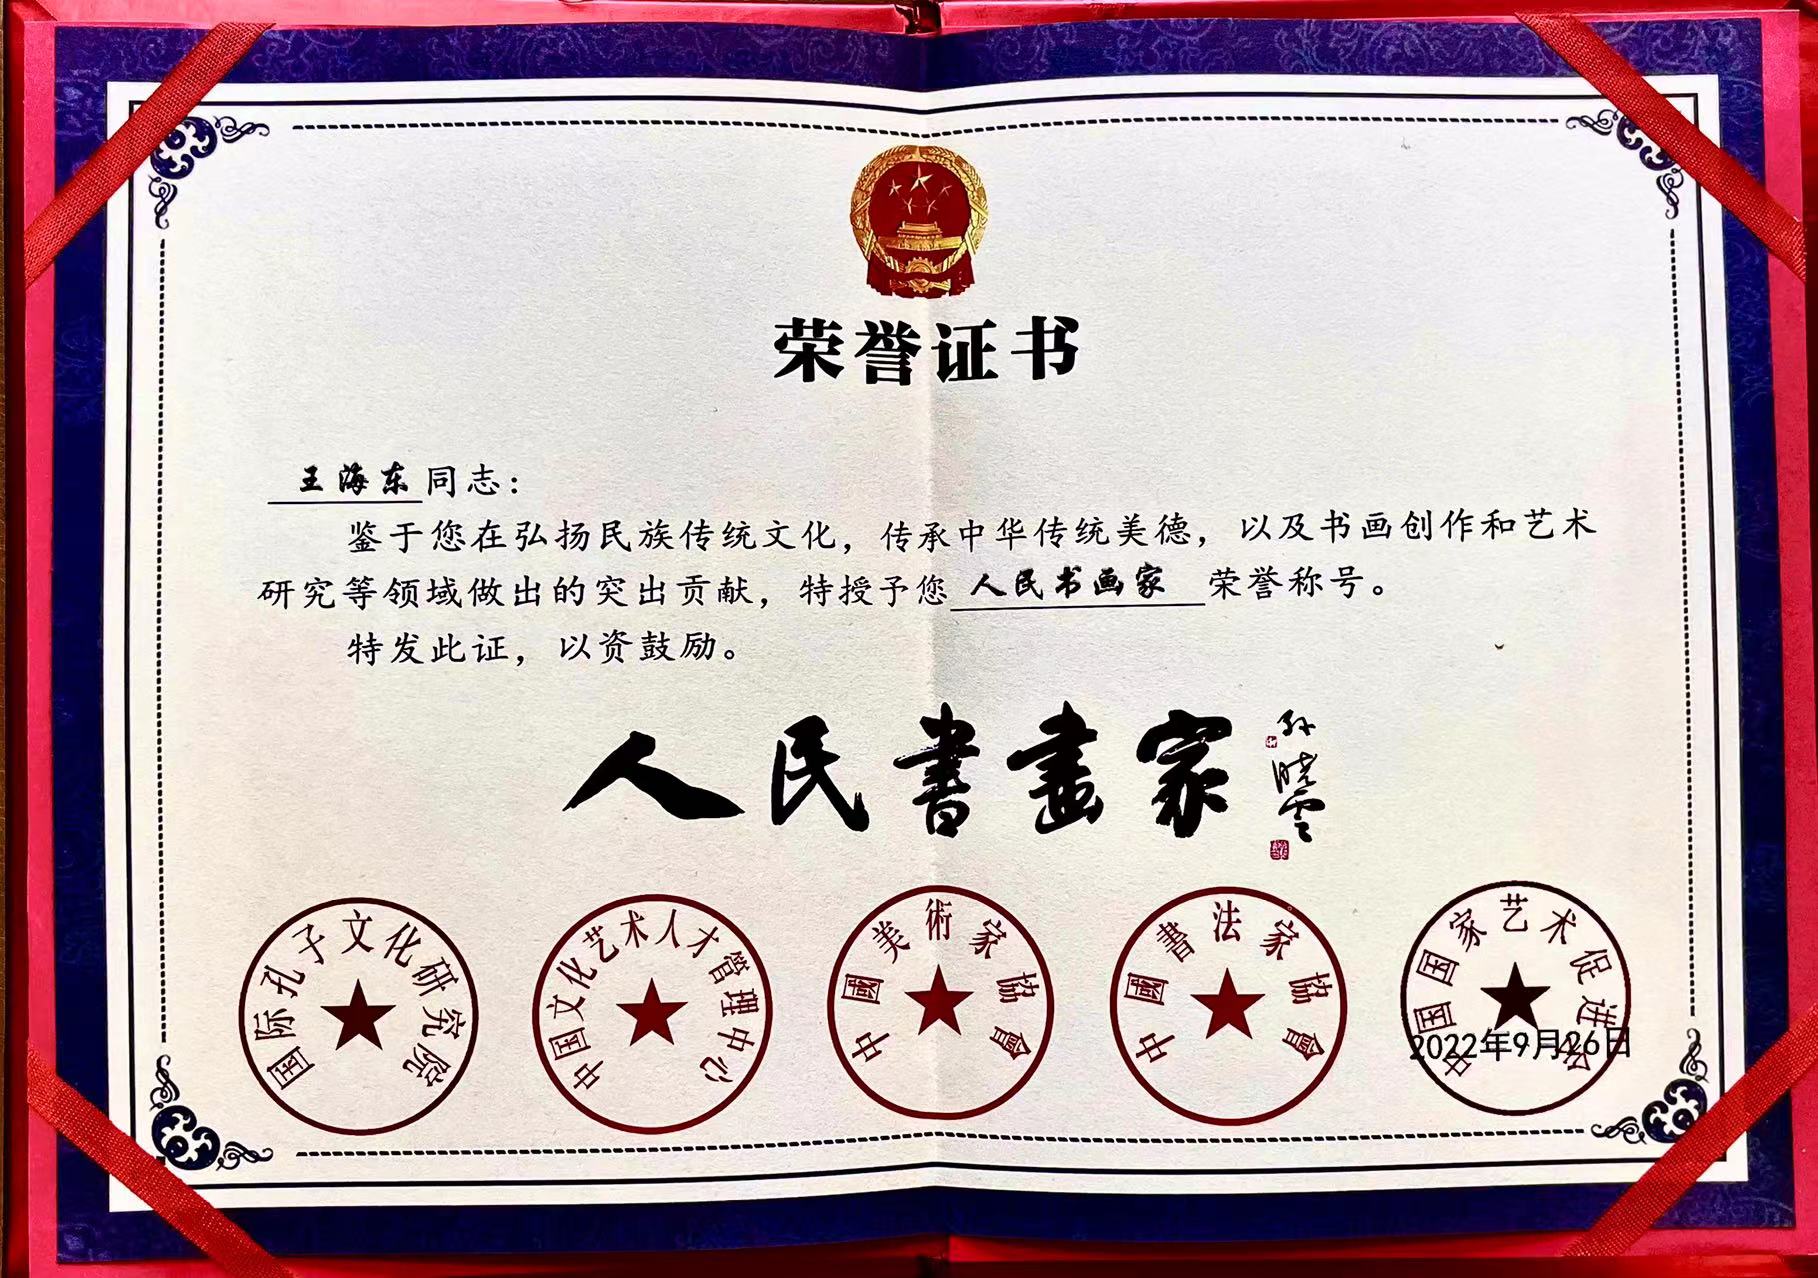 荣誉证书
王海东同志：
鉴于您在弘扬民族传统文化，传承中华传统美德，以及书画创作和艺术
研究等领域做出的突出贡献，特授予您人民书画家荣誉称号。
特发此证，以资鼓励。
人民書畫家
孙晓云
国际孔子文化研究院
中国文化艺术人才管理中心
中國美術家協會
中國書法家協會
中国国家艺术促进会
2022年9月26日